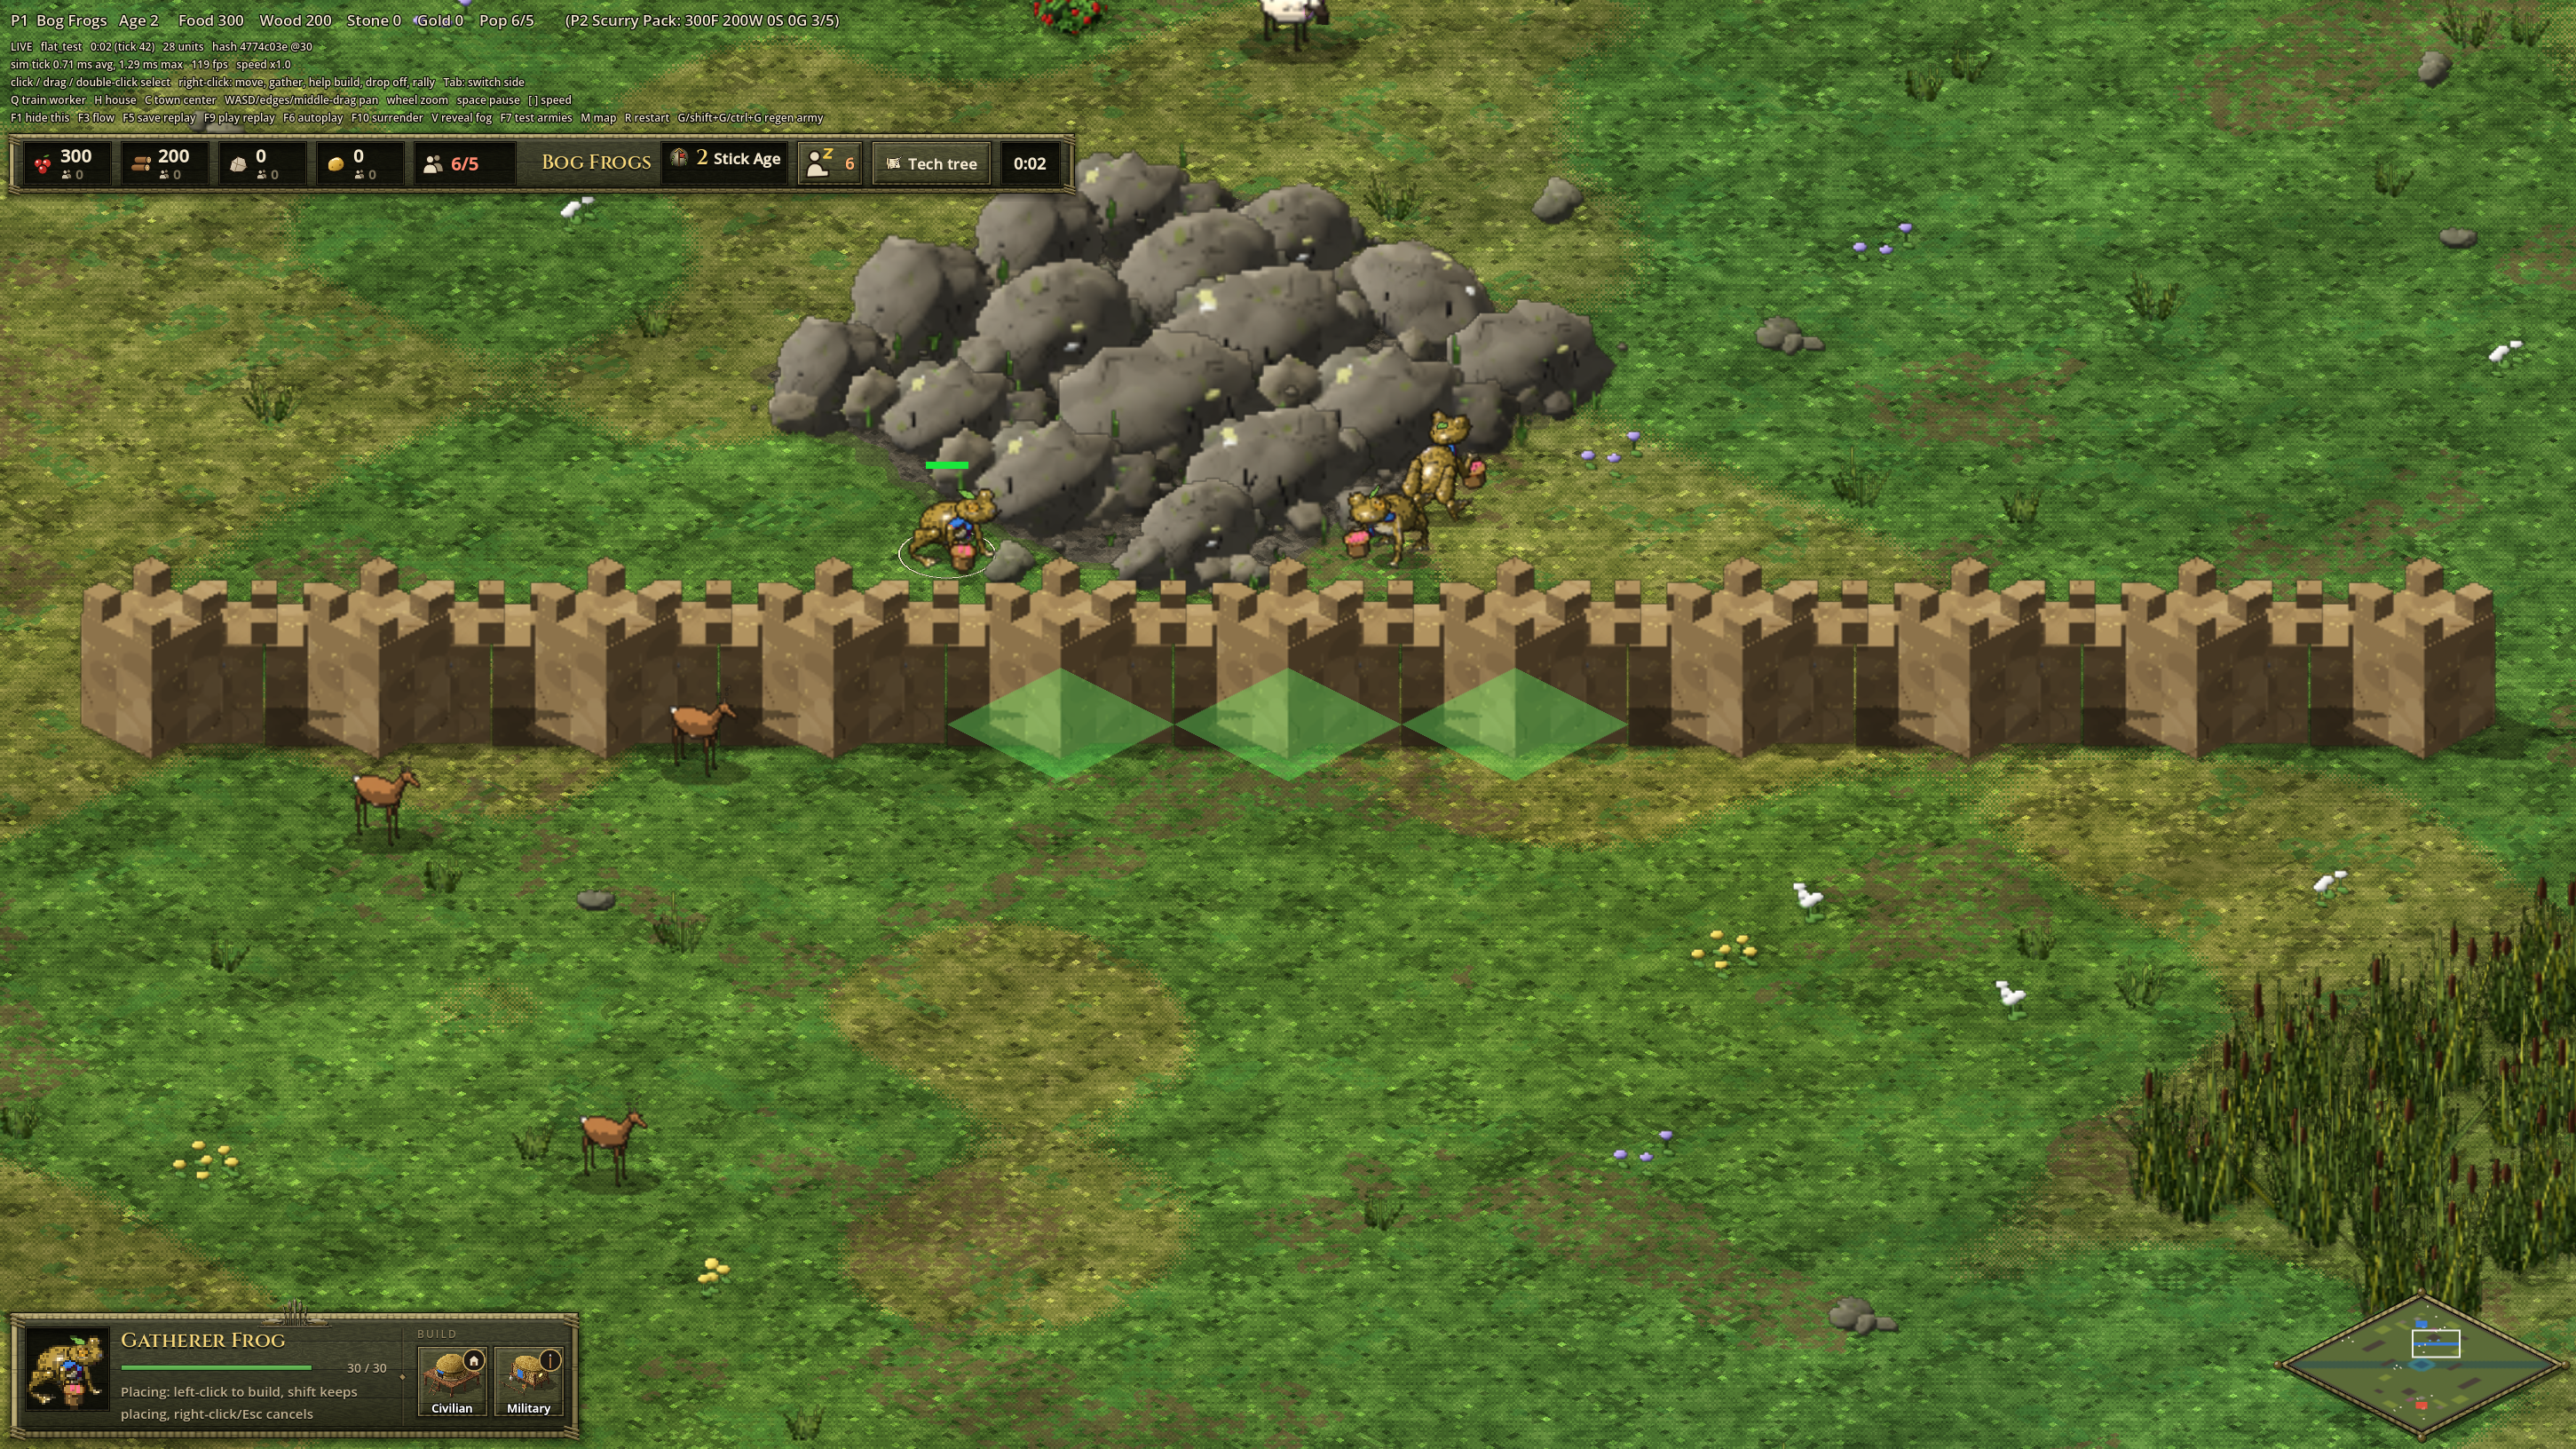 P1 Bog Frogs Age 2 Food 300 Wood 200 Stone 0 Gold 0 Pop 6/5 (P2 Scurry Pack: 300F 200W 0S 0G 3/5)
LIVE flat_test 0:02 (tick 42) 28 units hash 4774c03e @30
sim tick 0.71 ms avg, 1.29 ms max 119 fps speed x1.0
click / drag / double-click select right-click: move, gather, help build, drop off, rally Tab: switch side
Q train worker H house C town center WASD/edges/middle-drag pan wheel zoom space pause [ ] speed
F1 hide this F3 flow F5 save replay F9 play replay F6 autoplay F10 surrender V reveal fog F7 test armies M map R restart G/shift+G/ctrl+G regen army
300 200 0 0 6/5 BOG FROGS 2 Stick Age Z 6 Tech tree 0:02
0 0 0 0
GATHERER FROG
30 / 30
Placing: left-click to build, shift keeps
placing, right-click/Esc cancels
BUILD
Civilian Military